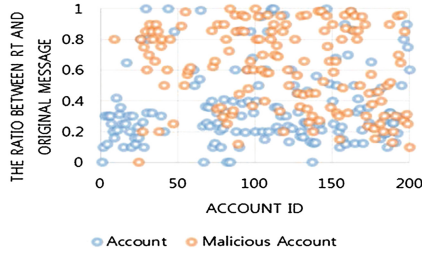 THE RATIO BETWEEN RT AND
ORIGINAL MESSAGE
1
0.8
0.6
0.4
0.2
0
0 50 100 150 200
ACCOUNT ID
Account Malicious Account